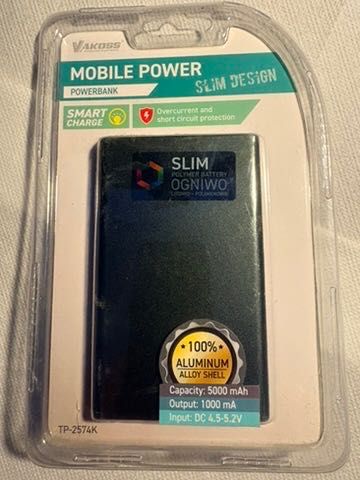 VAKOSS
MOBILE POWER
SLIM DESIGN
POWERBANK
SMART
CHARGE
Overcurrent and
short circuit protection
SLIM
POLYMER BATTERY
OGNIWO
LITOWO - POLIMEROWE
*100%*
ALUMINUM
ALLOY SHELL
Capacity: 5000 mAh
Output: 1000 mA
Input: DC 4.5-5.2V
TP-2574K